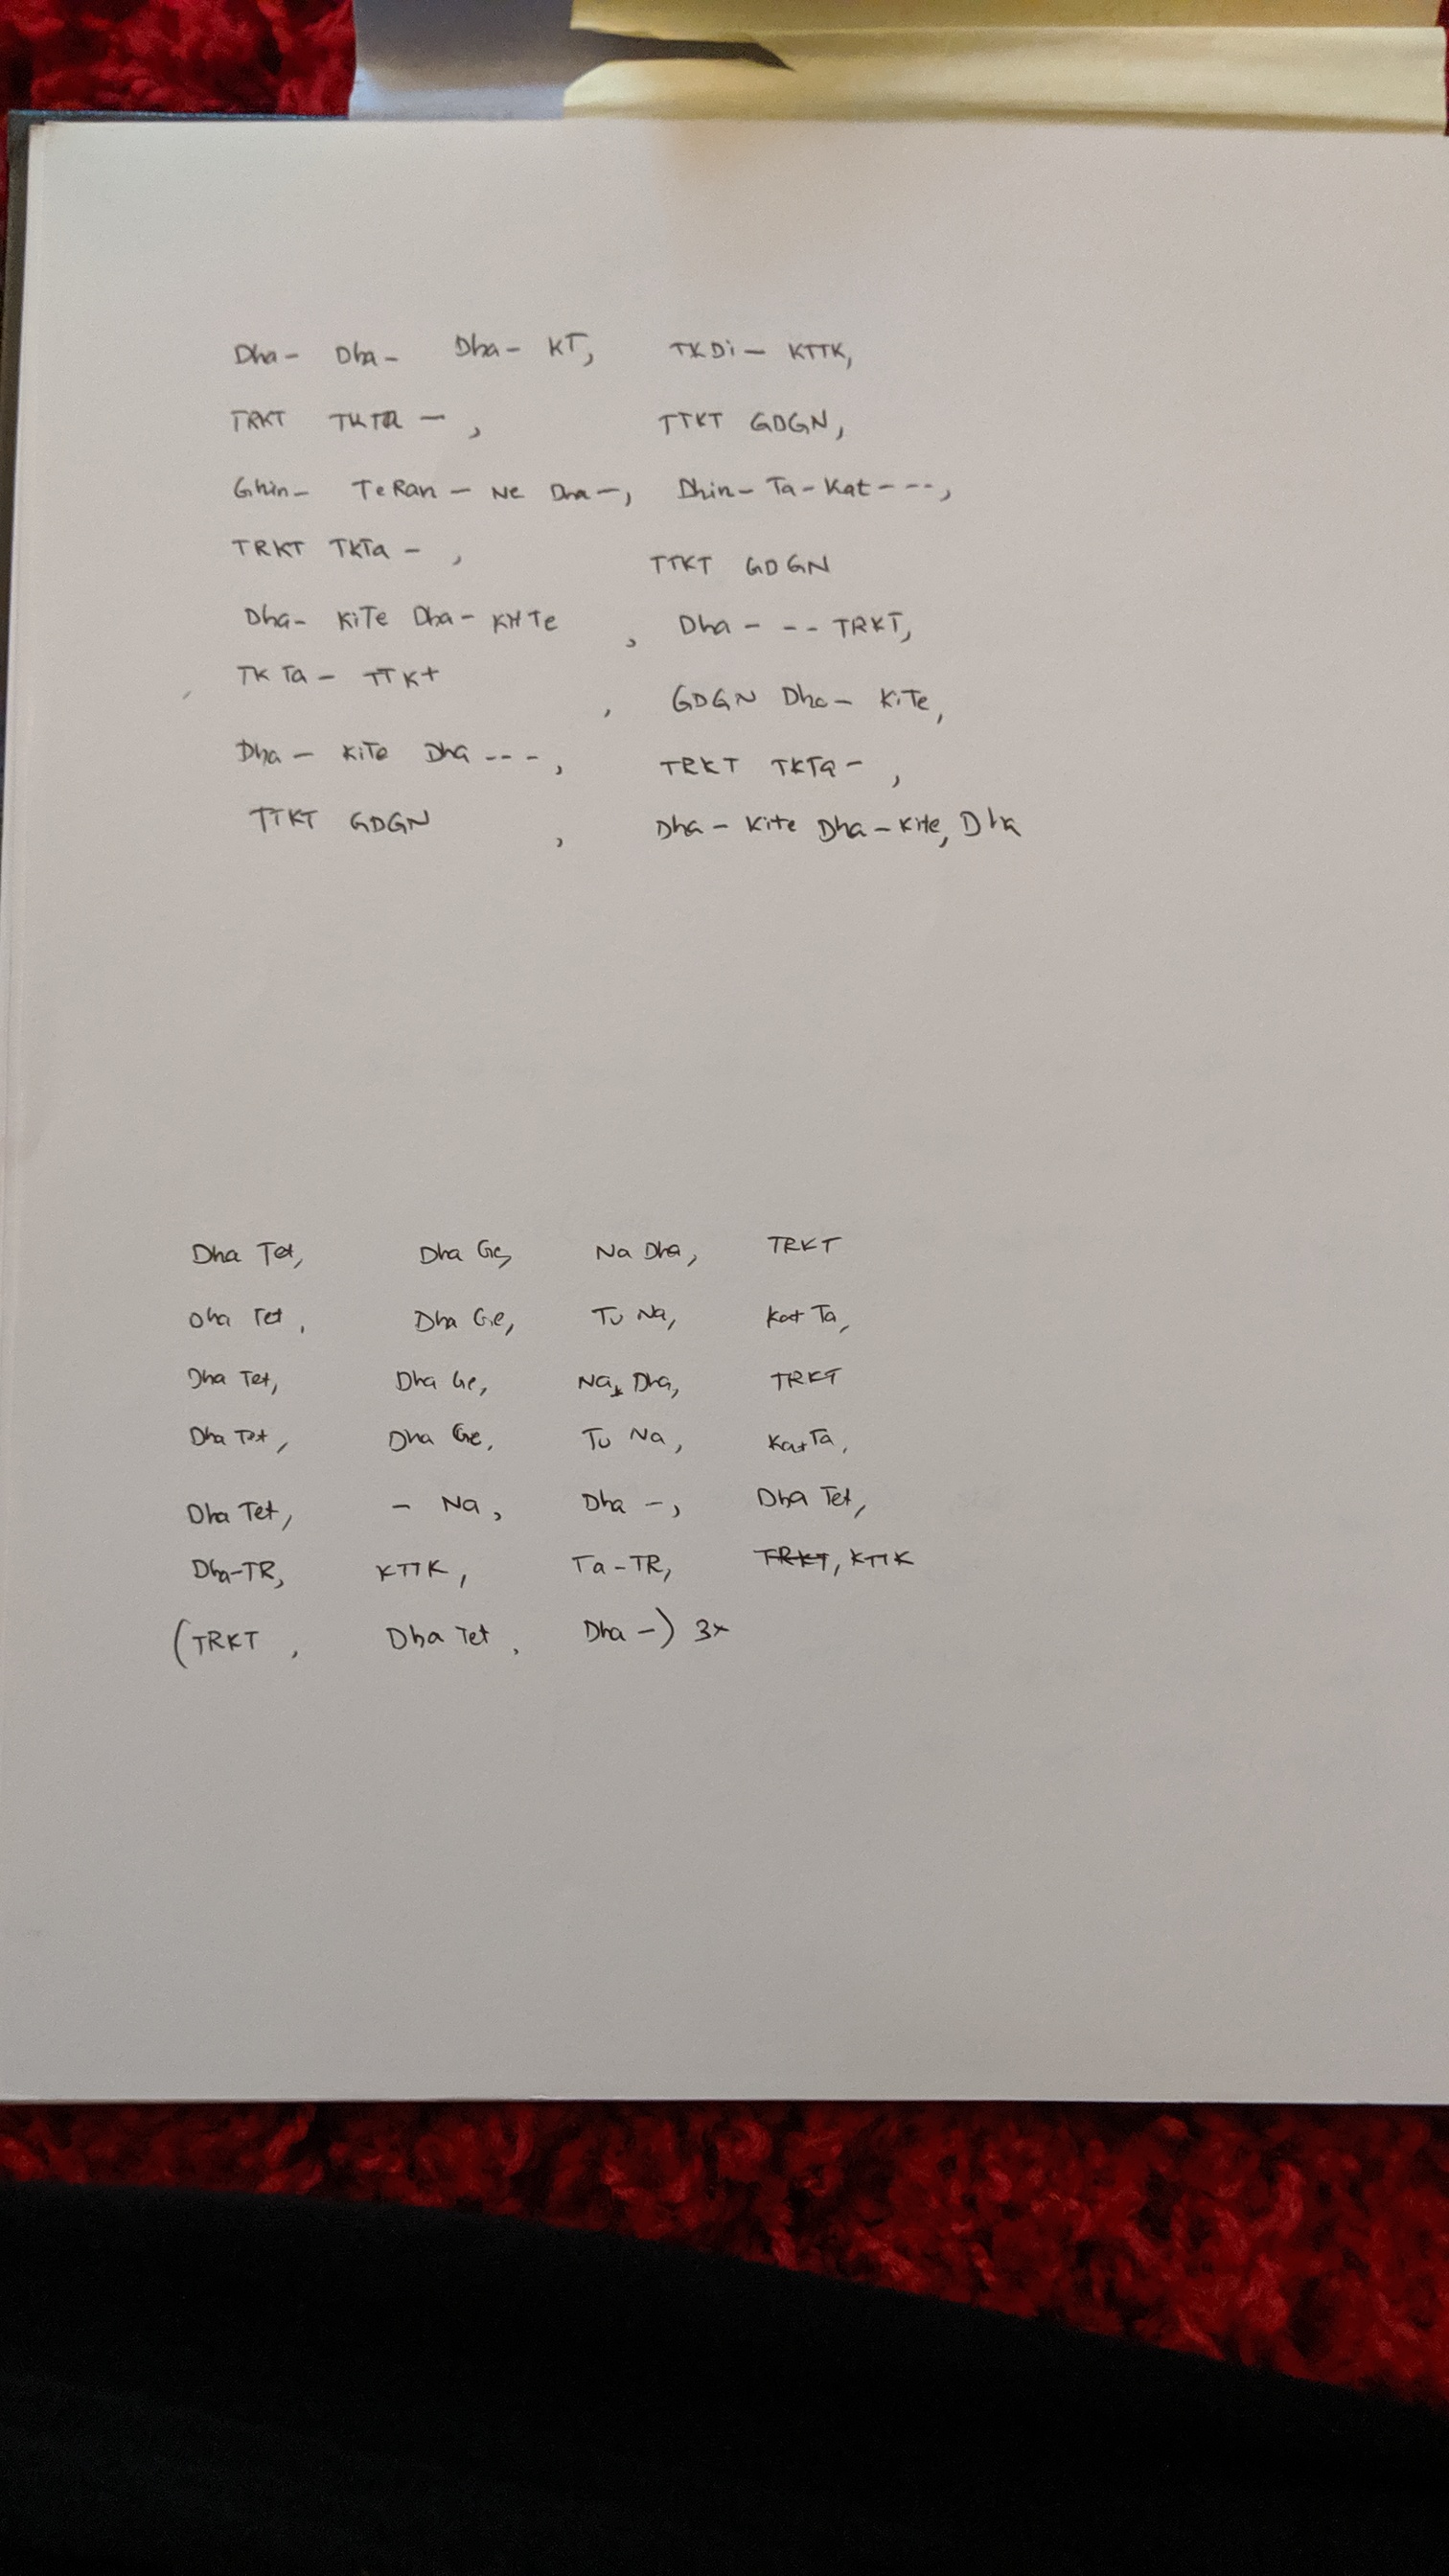 Dha- Dha- Dha- KT, TKDi- KTTK,
TRKT TKTa -, TTKT GDGN,
Ghin- TeRan- Ne Dha-, Dhin- Ta-Kat---,
TRKT TKTa -, TTKT GDGN
Dha- KiTe Dha- KiTe, Dha - -- TRKT,
TKTa- TTKt, GDGN Dha- KiTe,
Dha- KiTe Dha ---, TRKT TKTa-,
TTKT GDGN, Dha- Kite Dha-Kite, Dha
Dha Tet, Dha Ge, Na Dha, TRKT
Dha Tet, Dha Ge, Tu Na, Kat Ta,
Dha Tet, Dha Ge, Na, Dha, TRKT
Dha Tet, Dha Ge, Tu Na, Kat Ta,
Dha Tet, - Na, Dha -, Dha Tet,
Dha-TR, KTTK, Ta-TR, TRKT, KTTK
(TRKT, Dha Tet, Dha -) 3x